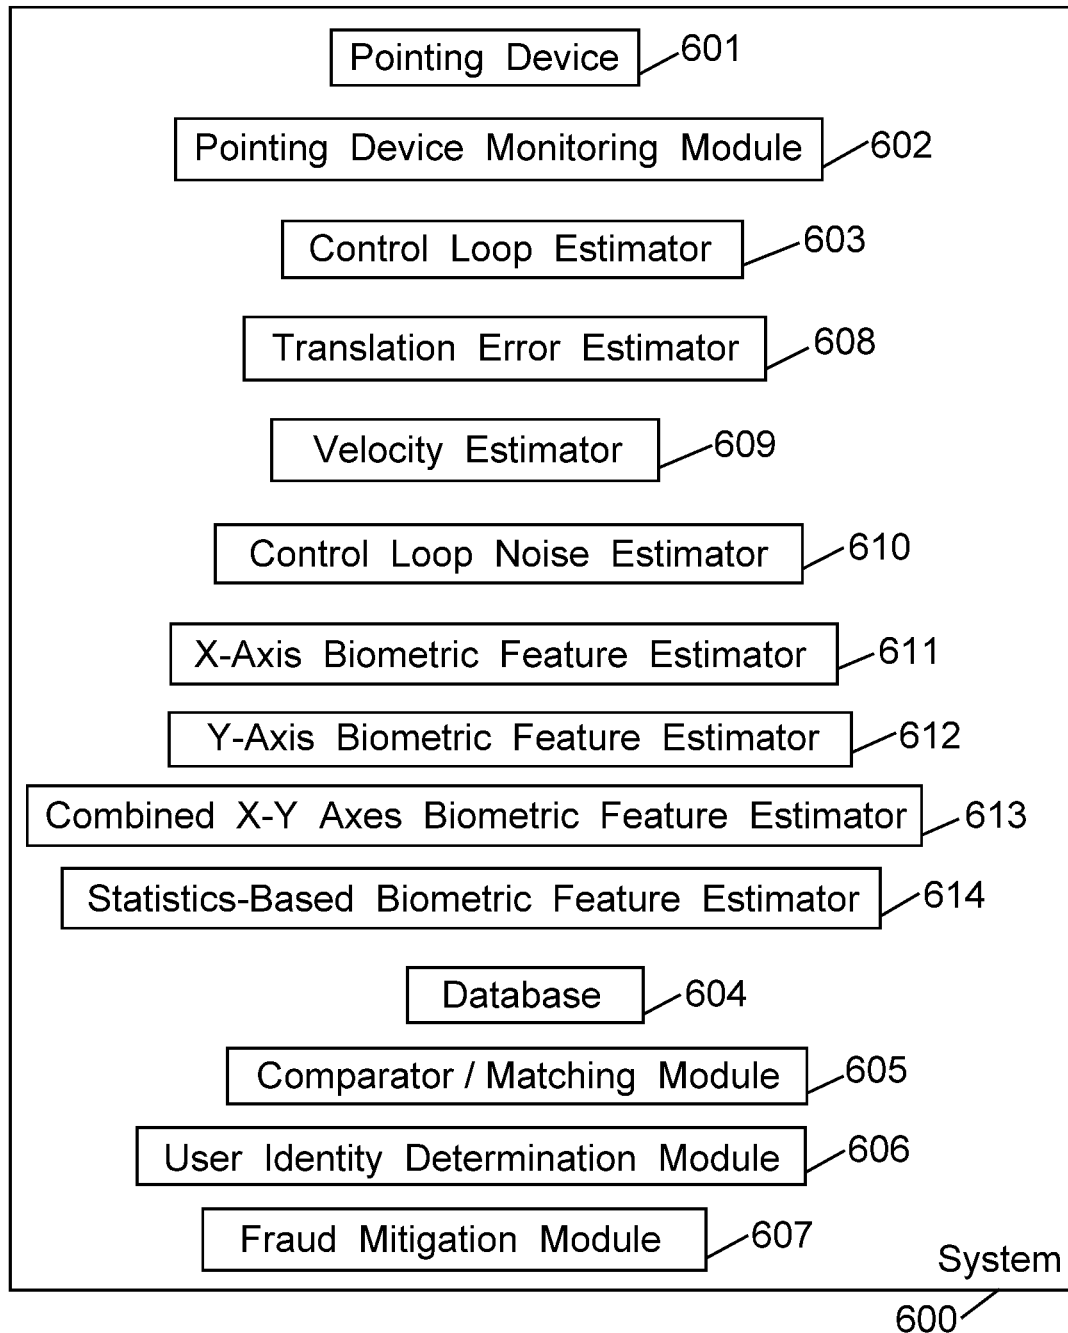 Pointing Device 601
Pointing Device Monitoring Module 602
Control Loop Estimator 603
Translation Error Estimator 608
Velocity Estimator 609
Control Loop Noise Estimator 610
X-Axis Biometric Feature Estimator 611
Y-Axis Biometric Feature Estimator 612
Combined X-Y Axes Biometric Feature Estimator 613
Statistics-Based Biometric Feature Estimator 614
Database 604
Comparator / Matching Module 605
User Identity Determination Module 606
Fraud Mitigation Module 607
System
600